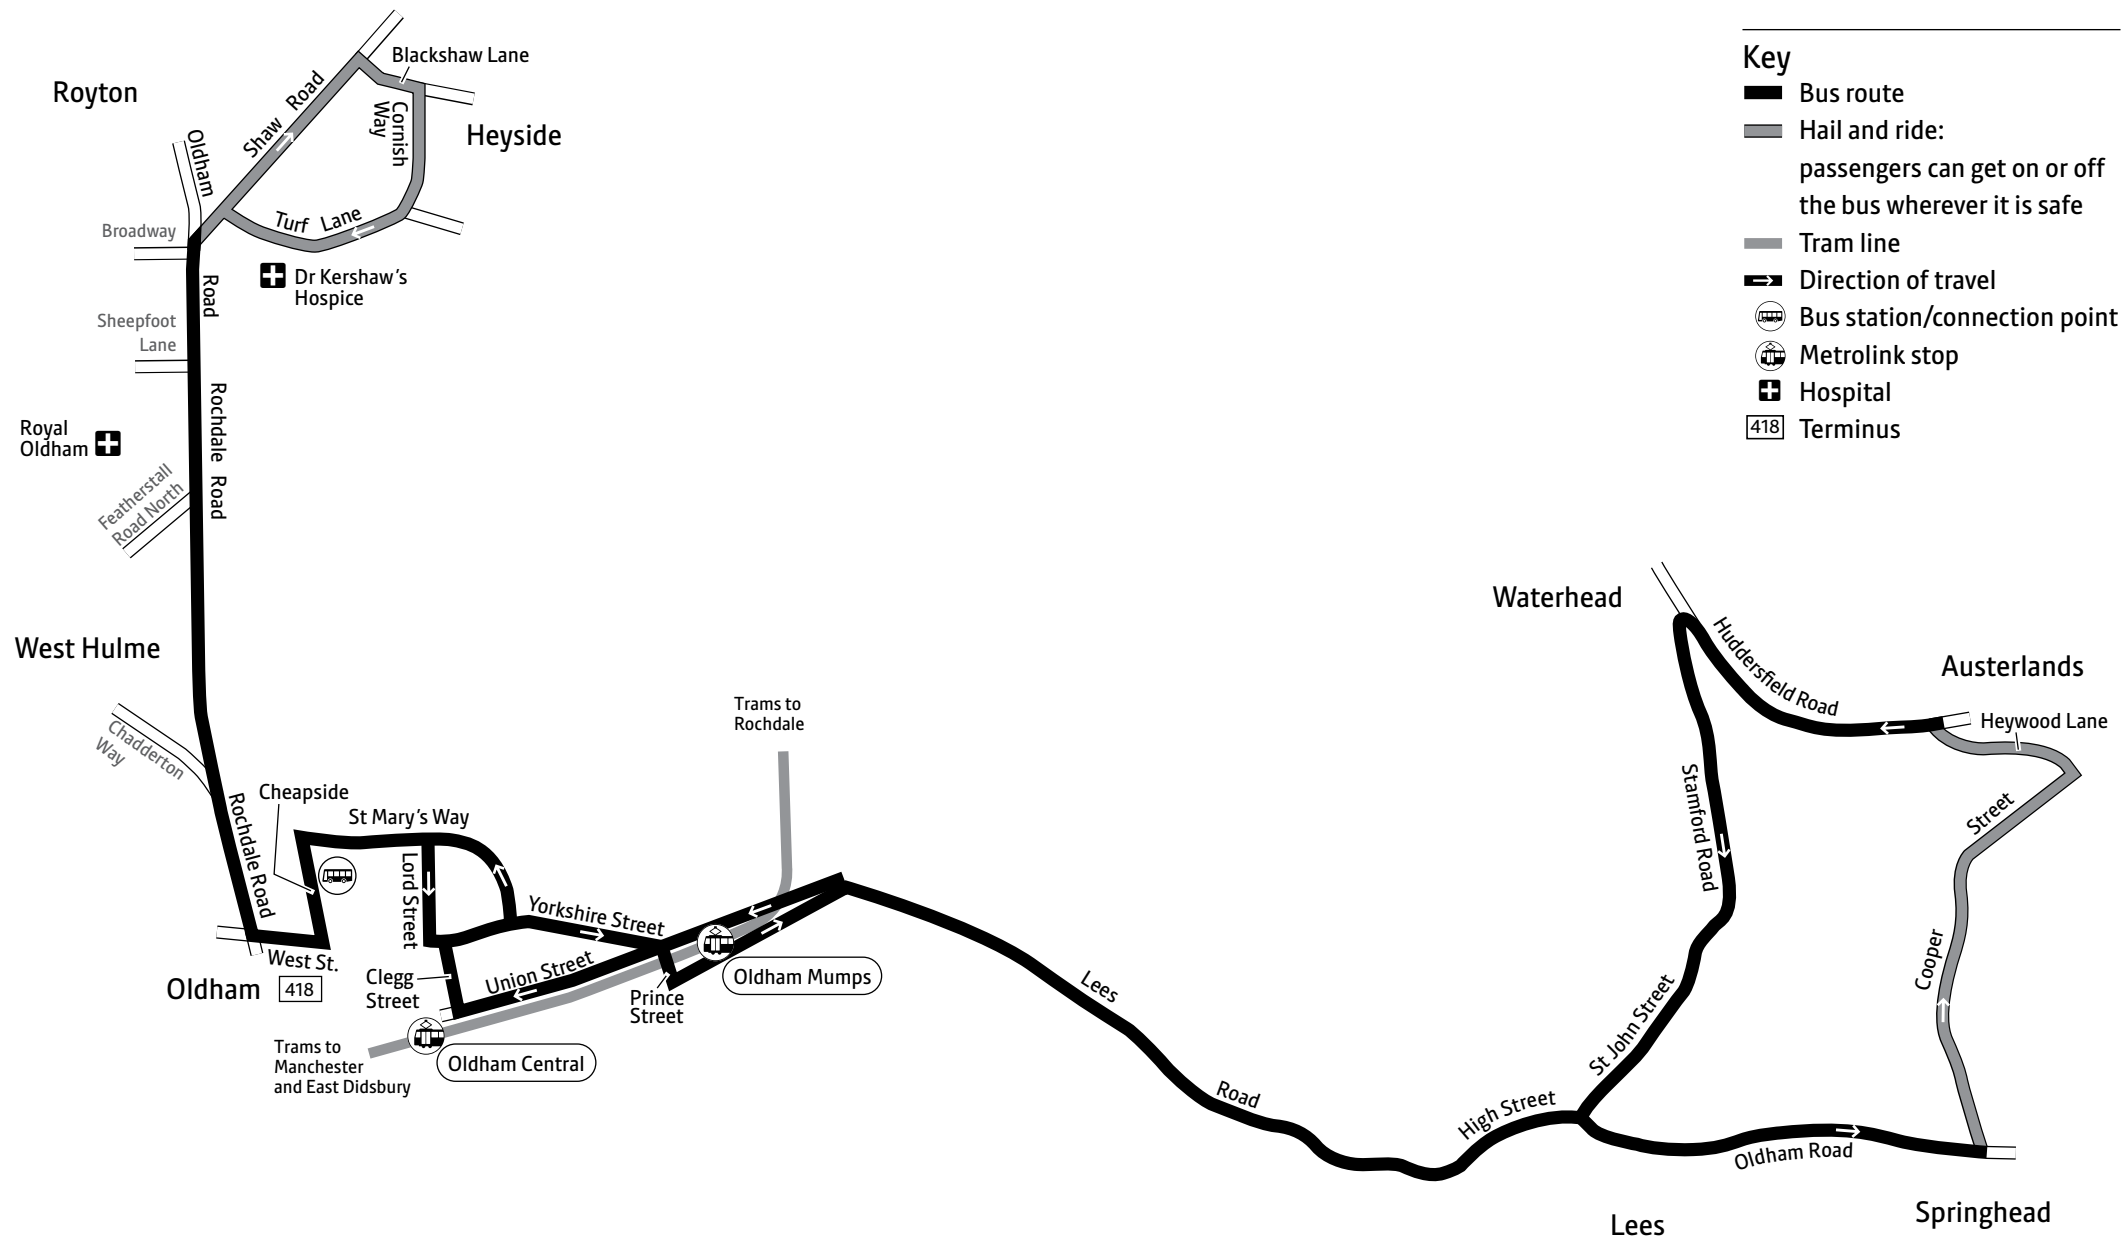 Key
Bus route
Hail and ride:
passengers can get on or off
the bus wherever it is safe
Tram line
Direction of travel
Bus station/connection point
Metrolink stop
Hospital
418 Terminus
Royton
Blackshaw Lane
Shaw Road
Cornish
Way
Heyside
Oldham
Road
Turf Lane
Broadway
Dr Kershaw's
Hospice
Sheepfoot
Lane
Rochdale Road
Royal
Oldham
Featherstall
Road North
West Hulme
Chadderton
Way
Rochdale Road
Cheapside
St Mary's Way
Lord Street
Yorkshire Street
West St.
Oldham
418
Clegg
Street
Union Street
Prince
Street
Oldham Mumps
Trams to
Rochdale
Trams to
Manchester
and East Didsbury
Oldham Central
Lees
Road
High Street
St John Street
Stamford Road
Waterhead
Huddersfield Road
Austerlands
Heywood Lane
Cooper
Street
Oldham Road
Springhead
Lees